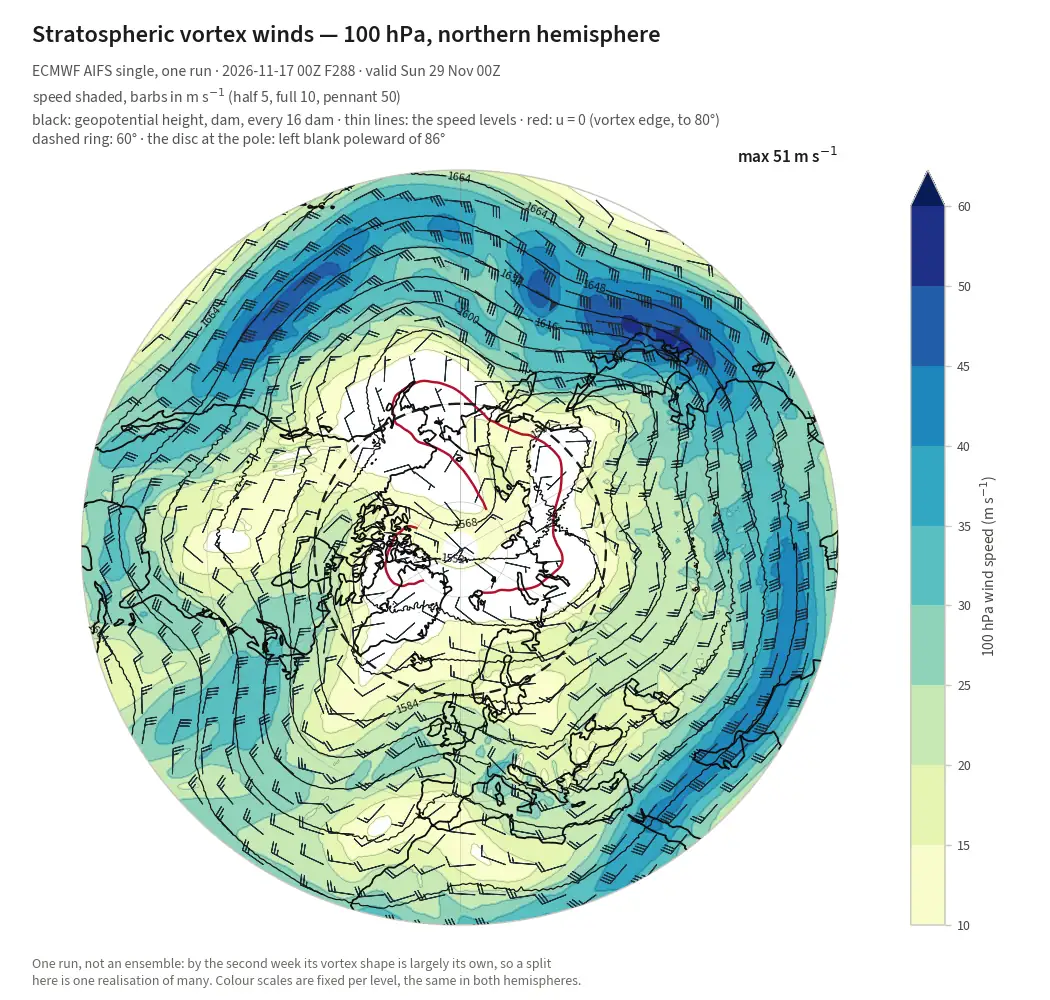 Stratospheric vortex winds — 100 hPa, northern hemisphere
ECMWF AIFS single, one run · 2026-11-17 00Z F288 · valid Sun 29 Nov 00Z
speed shaded, barbs in m s⁻¹ (half 5, full 10, pennant 50)
black: geopotential height, dam, every 16 dam · thin lines: the speed levels · red: u = 0 (vortex edge, to 80°)
dashed ring: 60° · the disc at the pole: left blank poleward of 86°
max 51 m s⁻¹
1664
1664
1648
1664
1600
1616
1568
1584
60
50
45
40
35
30
25
20
15
10
100 hPa wind speed (m s⁻¹)
One run, not an ensemble: by the second week its vortex shape is largely its own, so a split
here is one realisation of many. Colour scales are fixed per level, the same in both hemispheres.